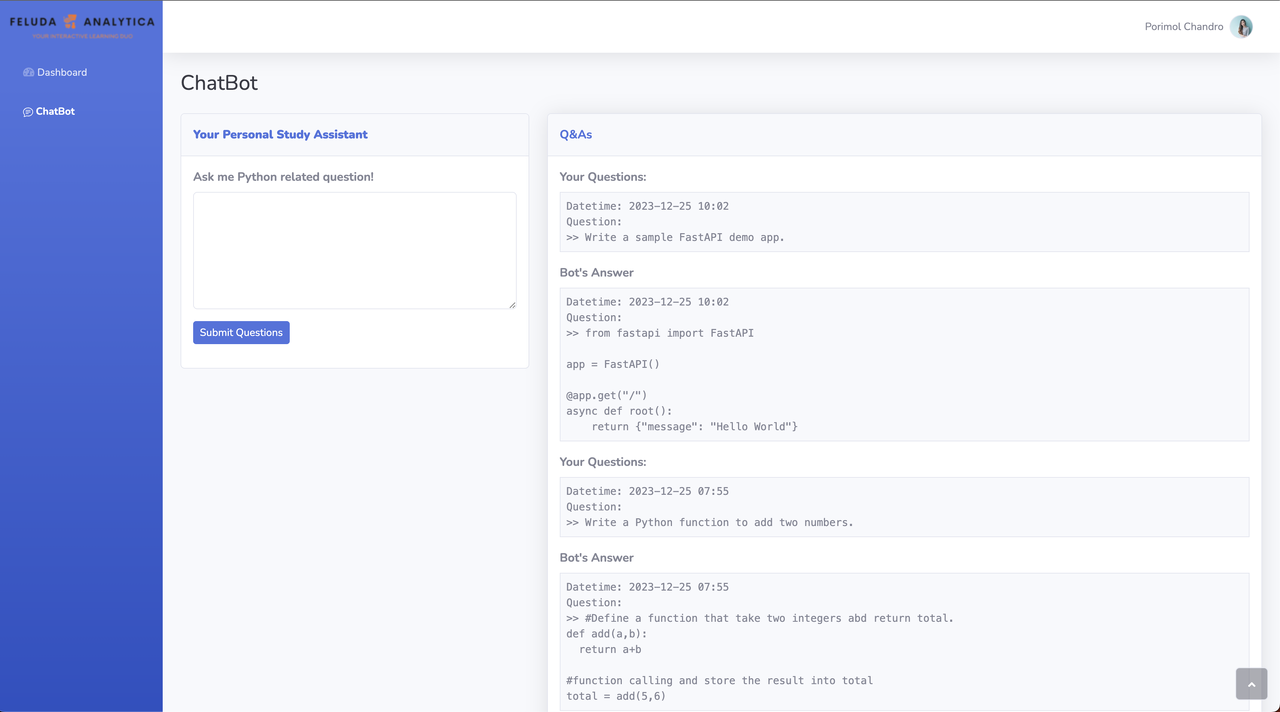 FELUDA ANALYTICA
YOUR INTERACTIVE LEARNING HUB
Dashboard
ChatBot
Porimol Chandro
ChatBot
Your Personal Study Assistant
Ask me Python related question!
Submit Questions
Q&As
Your Questions:
Datetime: 2023-12-25 10:02
Question:
>> Write a sample FastAPI demo app.
Bot's Answer
Datetime: 2023-12-25 10:02
Question:
>> from fastapi import FastAPI
app = FastAPI()
@app.get("/")
async def root():
    return {"message": "Hello World"}
Your Questions:
Datetime: 2023-12-25 07:55
Question:
>> Write a Python function to add two numbers.
Bot's Answer
Datetime: 2023-12-25 07:55
Question:
>> #Define a function that take two integers abd return total.
def add(a,b):
  return a+b
#function calling and store the result into total
total = add(5,6)